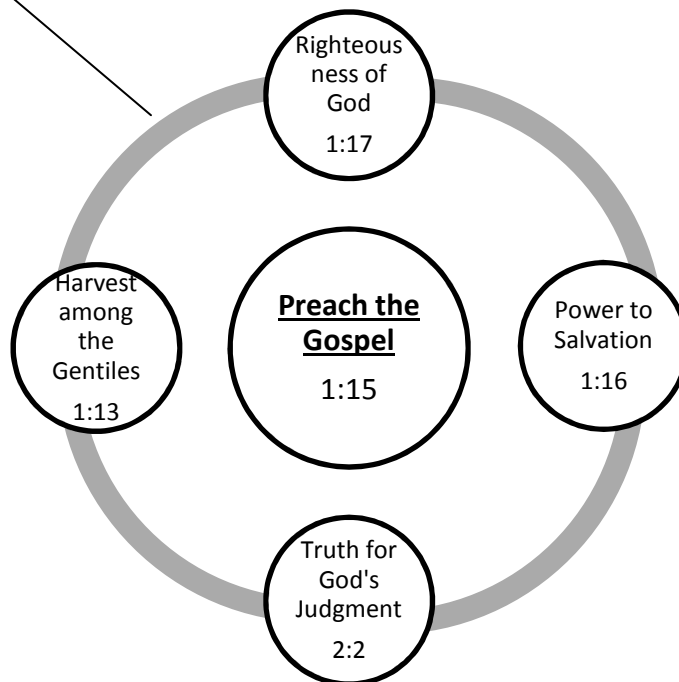 Righteous
ness of
God
1:17
Harvest
among
the
Gentiles
1:13
Preach the
Gospel
1:15
Power to
Salvation
1:16
Truth for
God's
Judgment
2:2